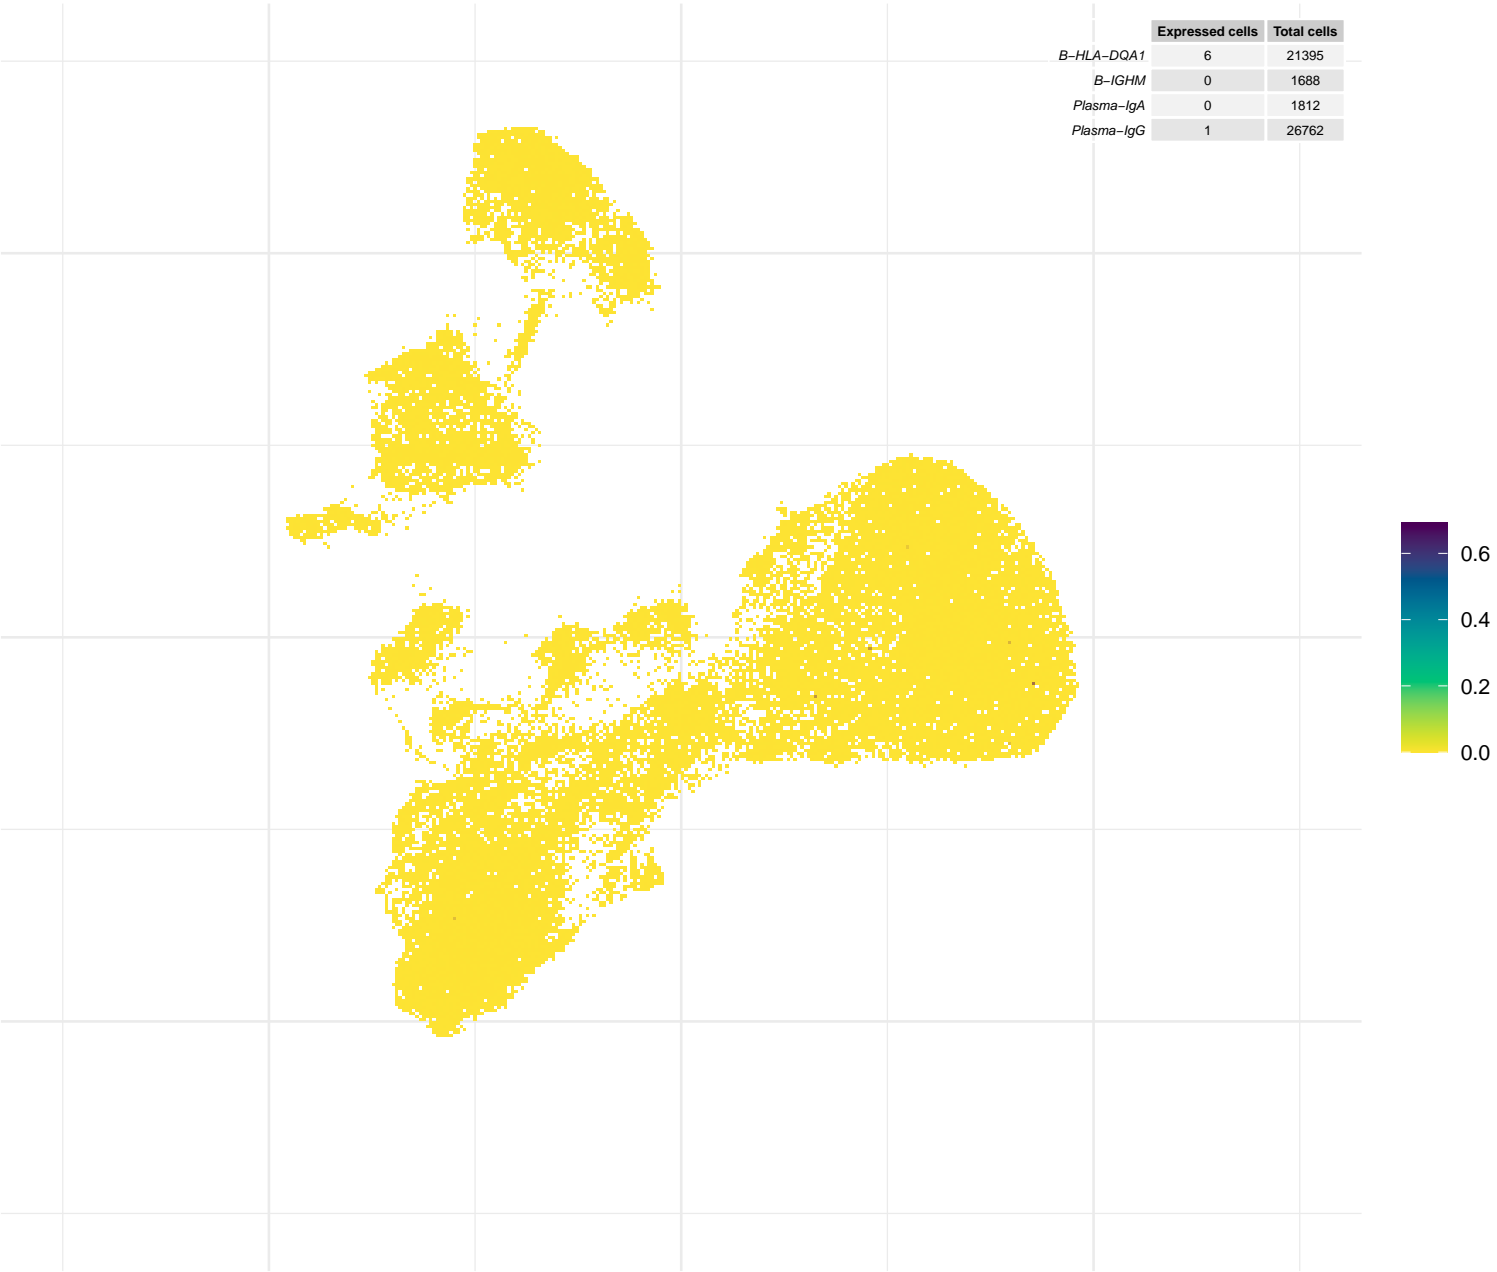 Expressed cells Total cells
B–HLA–DQA1 6 21395
B–IGHM 0 1688
Plasma–IgA 0 1812
Plasma–IgG 1 26762
0.6
0.4
0.2
0.0